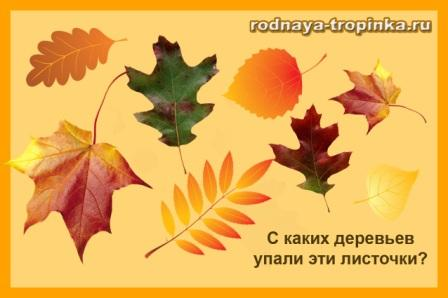 rodnaya-tropinka.ru
С каких деревьев
упали эти листочки?